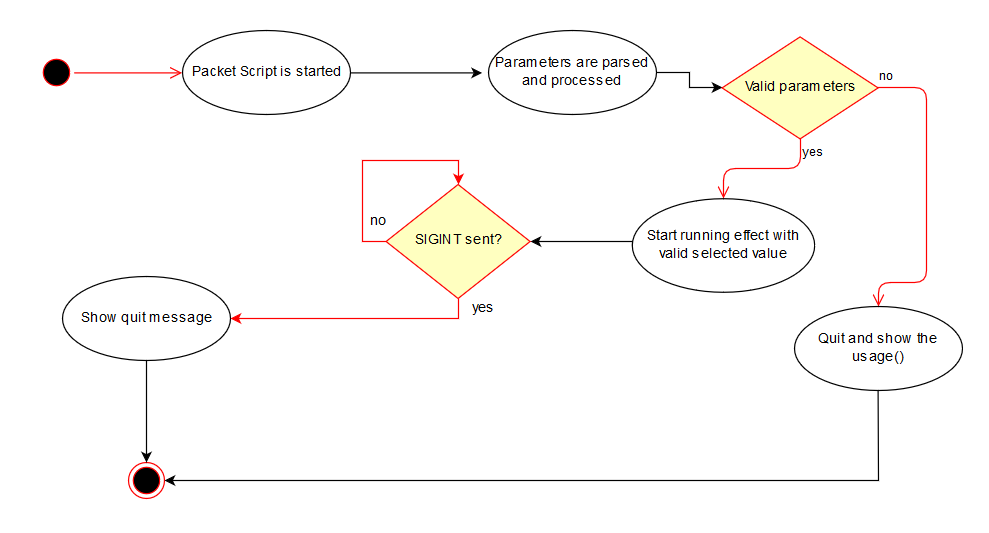 Packet Script is started
Parameters are parsed
and processed
Valid parameters
no
yes
Start running effect with
valid selected value
SIGINT sent?
no
yes
Show quit message
Quit and show the
usage()